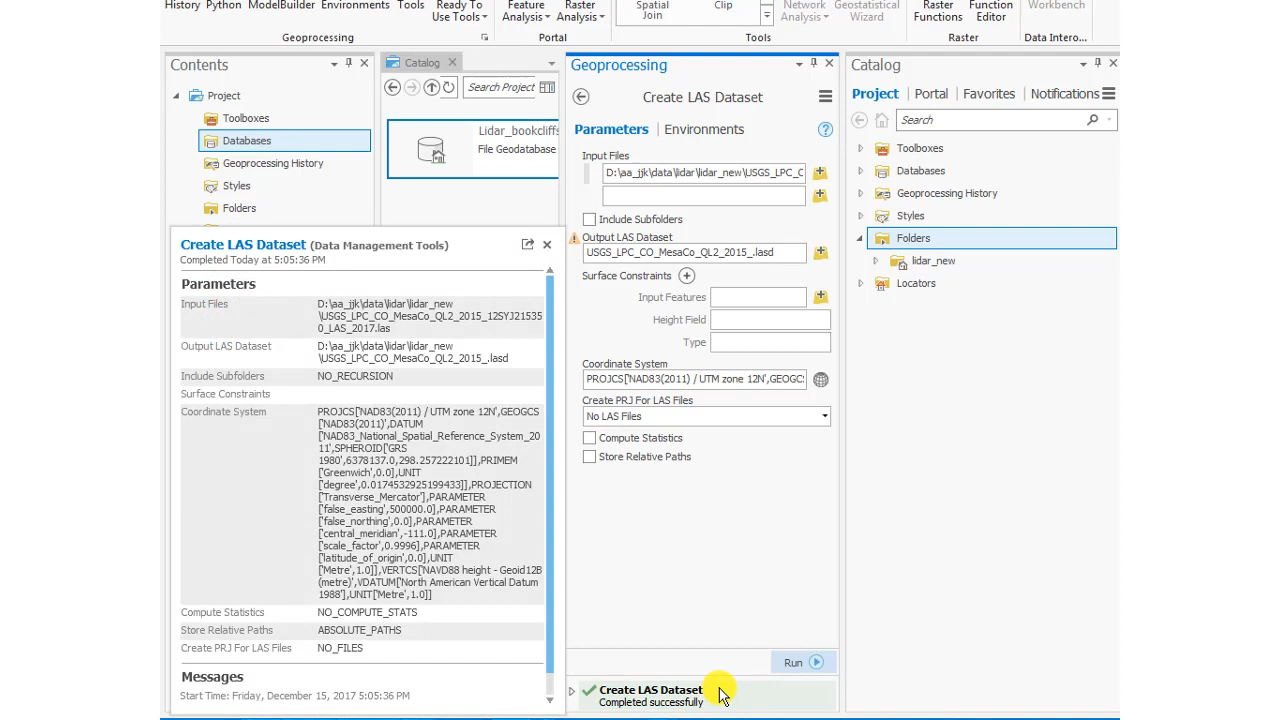 History Python ModelBuilder Environments Tools Ready To Use Tools Feature Analysis Raster Analysis Spatial Join Clip Network Analysis Geostatistical Wizard Raster Functions Function Editor Workbench
Geoprocessing Portal Tools Raster Data Intero...
Contents
Project
Toolboxes
Databases
Geoprocessing History
Styles
Folders
Catalog
Search Project
Lidar_bookcliffs
File Geodatabase
Create LAS Dataset (Data Management Tools)
Completed Today at 5:05:36 PM
Parameters
Input Files D:\aa_jjk\data\lidar\lidar_new
\USGS_LPC_CO_MesaCo_QL2_2015_12SYJ21535
0_LAS_2017.las
Output LAS Dataset D:\aa_jjk\data\lidar\lidar_new
\USGS_LPC_CO_MesaCo_QL2_2015_.lasd
Include Subfolders NO_RECURSION
Surface Constraints
Coordinate System PROJCS['NAD83(2011) / UTM zone 12N',GEOGCS
['NAD83(2011)',DATUM
['NAD83_National_Spatial_Reference_System_20
11',SPHEROID['GRS
1980',6378137.0,298.257222101]],PRIMEM
['Greenwich',0.0],UNIT
['degree',0.0174532925199433]],PROJECTION
['Transverse_Mercator'],PARAMETER
['false_easting',500000.0],PARAMETER
['false_northing',0.0],PARAMETER
['central_meridian',-111.0],PARAMETER
['scale_factor',0.9996],PARAMETER
['latitude_of_origin',0.0],UNIT
['Metre',1.0]],VERTCS['NAVD88 height - Geoid12B
(metre)',VDATUM['North American Vertical Datum
1988'],UNIT['Metre',1.0]]
Compute Statistics NO_COMPUTE_STATS
Store Relative Paths ABSOLUTE_PATHS
Create PRJ For LAS Files NO_FILES
Messages
Start Time: Friday, December 15, 2017 5:05:36 PM
Geoprocessing
Create LAS Dataset
Parameters | Environments
Input Files
D:\aa_jjk\data\lidar\lidar_new\USGS_LPC_C
Include Subfolders
Output LAS Dataset
USGS_LPC_CO_MesaCo_QL2_2015_.lasd
Surface Constraints
Input Features
Height Field
Type
Coordinate System
PROJCS['NAD83(2011) / UTM zone 12N',GEOGC
Create PRJ For LAS Files
No LAS Files
Compute Statistics
Store Relative Paths
Run
Create LAS Dataset
Completed successfully
Catalog
Project | Portal | Favorites | Notifications
Search
Toolboxes
Databases
Geoprocessing History
Styles
Folders
lidar_new
Locators